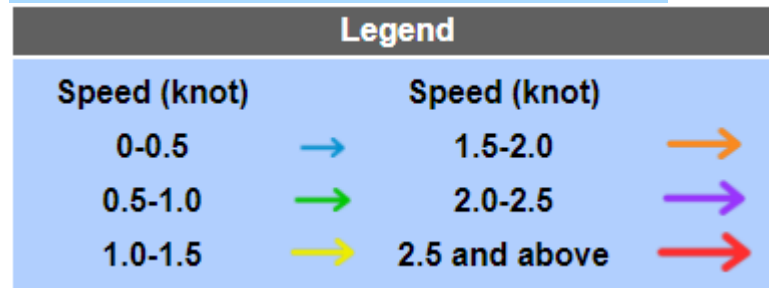 Legend
Speed (knot) Speed (knot)
0-0.5 1.5-2.0
0.5-1.0 2.0-2.5
1.0-1.5 2.5 and above